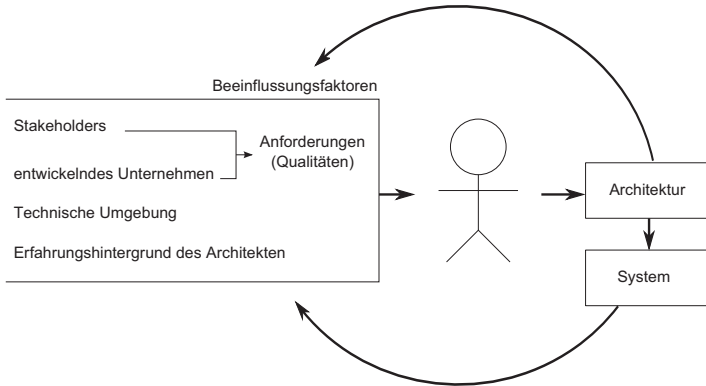 Beeinflussungsfaktoren
Stakeholders
Anforderungen
(Qualitäten)
entwickelndes Unternehmen
Technische Umgebung
Erfahrungshintergrund des Architekten
Architektur
System